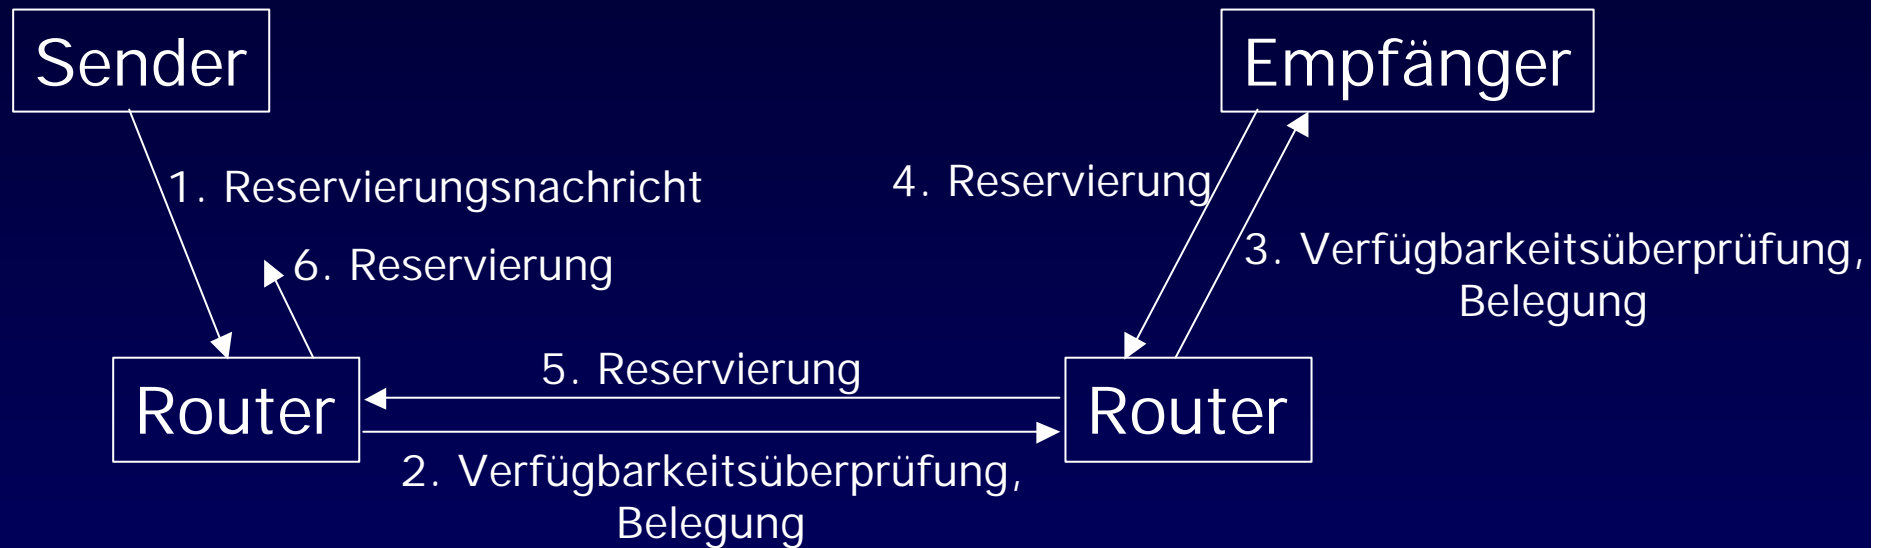 Sender
Empfänger
1. Reservierungsnachricht
4. Reservierung
6. Reservierung
3. Verfügbarkeitsüberprüfung,
Belegung
5. Reservierung
Router
Router
2. Verfügbarkeitsüberprüfung,
Belegung